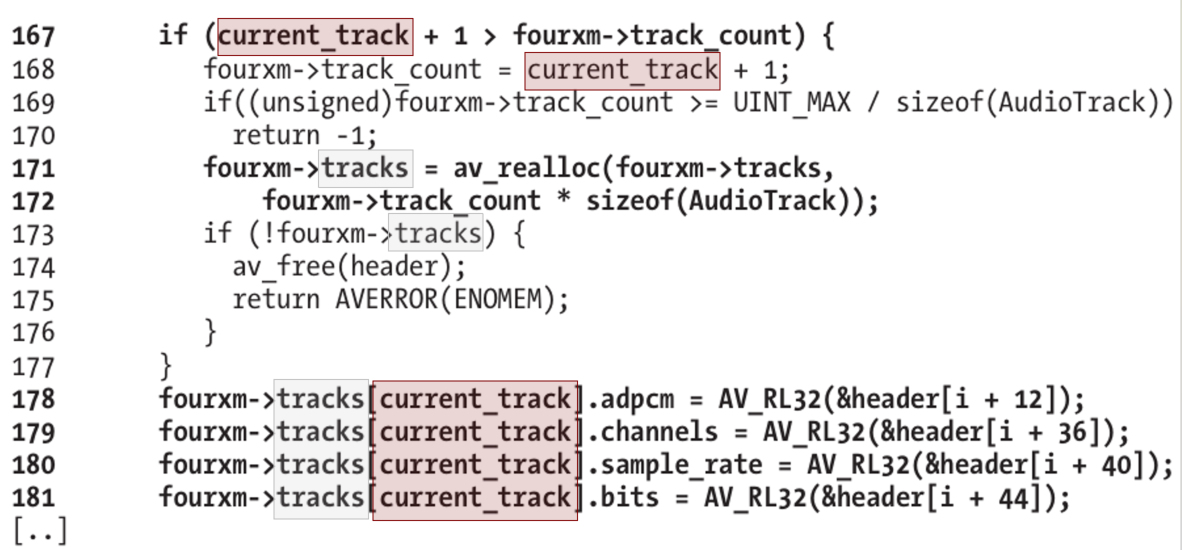 167 if (current_track + 1 > fourxm->track_count) {
168 fourxm->track_count = current_track + 1;
169 if((unsigned)fourxm->track_count >= UINT_MAX / sizeof(AudioTrack))
170 return -1;
171 fourxm->tracks = av_realloc(fourxm->tracks,
172 fourxm->track_count * sizeof(AudioTrack));
173 if (!fourxm->tracks) {
174 av_free(header);
175 return AVERROR(ENOMEM);
176 }
177 }
178 fourxm->tracks[current_track].adpcm = AV_RL32(&header[i + 12]);
179 fourxm->tracks[current_track].channels = AV_RL32(&header[i + 36]);
180 fourxm->tracks[current_track].sample_rate = AV_RL32(&header[i + 40]);
181 fourxm->tracks[current_track].bits = AV_RL32(&header[i + 44]);
[..]